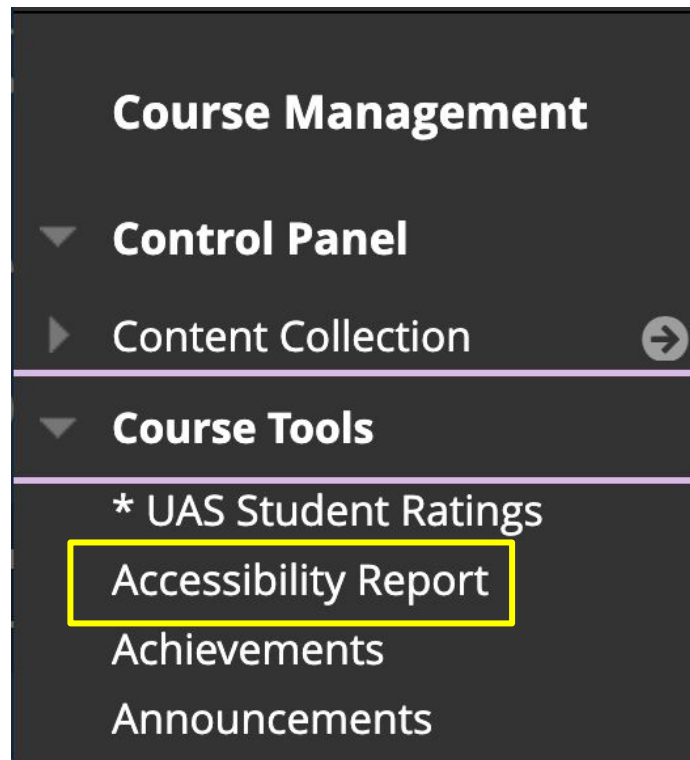 Course Management
Control Panel
Content Collection
Course Tools
* UAS Student Ratings
Accessibility Report
Achievements
Announcements